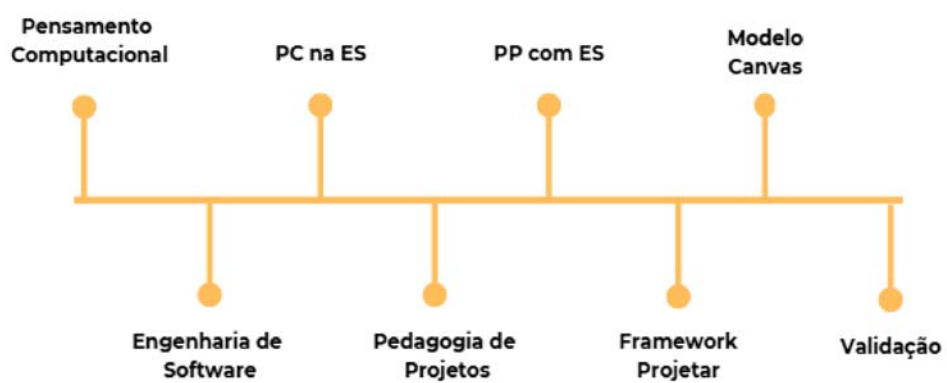 Pensamento
Computacional
PC na ES
PP com ES
Modelo
Canvas
Engenharia de
Software
Pedagogia de
Projetos
Framework
Projetar
Validação